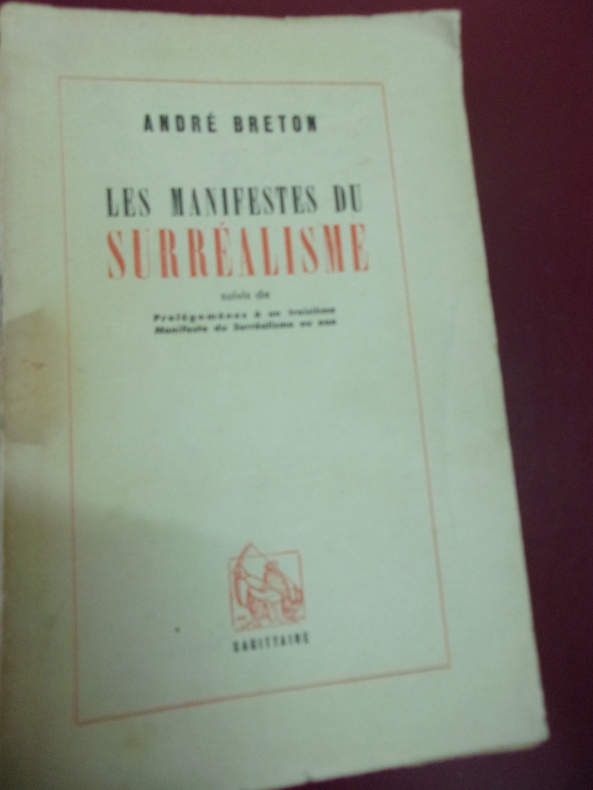 ANDRÉ BRETON
LES MANIFESTES DU
SURRÉALISME
suivis de
Prolégomènes à un troisième
Manifeste du Surréalisme ou non
SAGITTAIRE